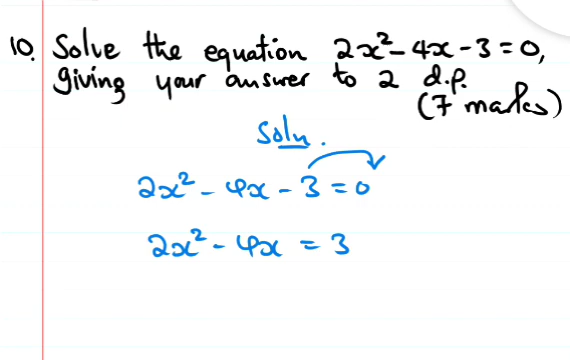 10. Solve the equation 2x²-4x-3=0,
giving your answer to 2 d.p.
(7 marks)
Soln.
2x² - 4x - 3 = 0
2x² - 4x = 3